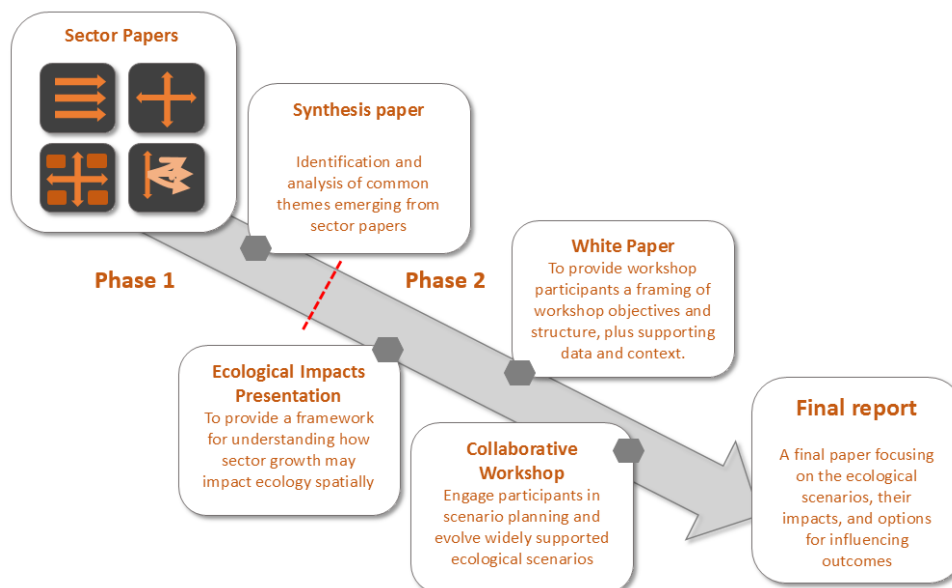 Sector Papers
Synthesis paper
Identification and
analysis of common
themes emerging from
sector papers
Phase 1
Phase 2
White Paper
To provide workshop
participants a framing of
workshop objectives and
structure, plus supporting
data and context.
Ecological Impacts
Presentation
To provide a framework
for understanding how
sector growth may
impact ecology spatially
Collaborative
Workshop
Engage participants in
scenario planning and
evolve widely supported
ecological scenarios
Final report
A final paper focusing
on the ecological
scenarios, their
impacts, and options
for influencing
outcomes